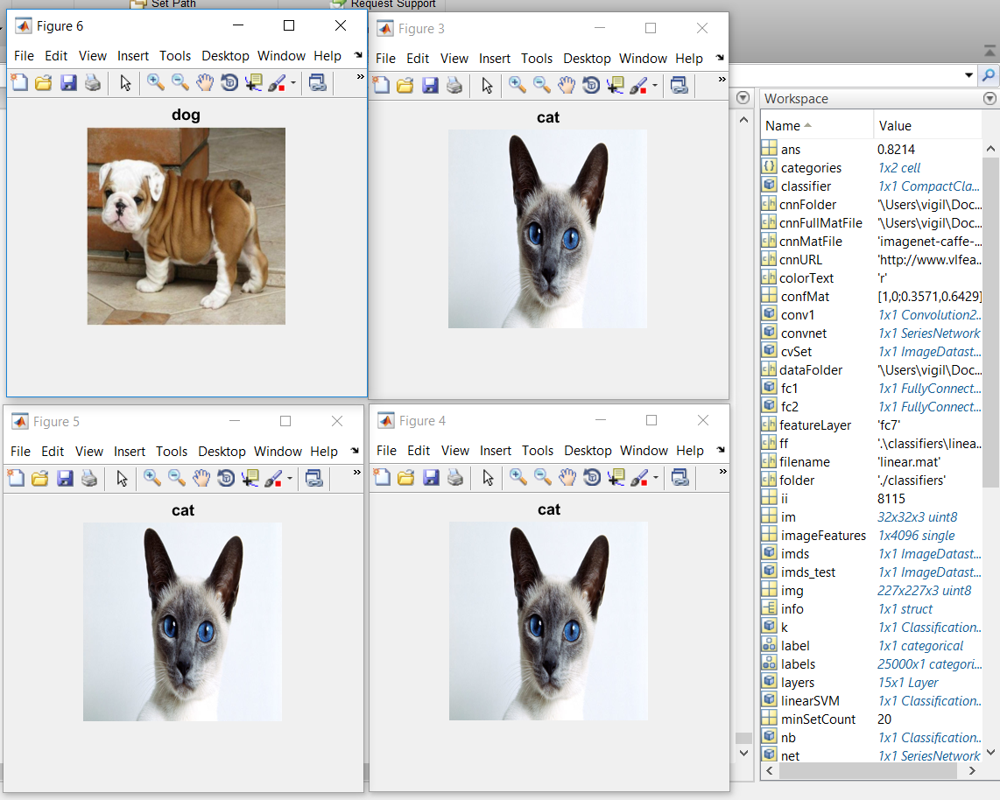 Set Path
Request Support
Figure 6
File Edit View Insert Tools Desktop Window Help
dog
Figure 3
File Edit View Insert Tools Desktop Window Help
cat
Figure 5
File Edit View Insert Tools Desktop Window Help
cat
Figure 4
File Edit View Insert Tools Desktop Window Help
cat
Workspace
Name Value
ans 0.8214
categories 1x2 cell
classifier 1x1 CompactCla...
cnnFolder '\Users\vigil\Doc...
cnnFullMatFile '\Users\vigil\Doc...
cnnMatFile 'imagenet-caffe-...
cnnURL 'http://www.vlfea...
colorText 'r'
confMat [1,0;0.3571,0.6429]
conv1 1x1 Convolution2...
convnet 1x1 SeriesNetwork
cvSet 1x1 ImageDatast...
dataFolder '\Users\vigil\Doc...
fc1 1x1 FullyConnect...
fc2 1x1 FullyConnect...
featureLayer 'fc7'
ff '.\classifiers\linea...
filename 'linear.mat'
folder './classifiers'
ii 8115
im 32x32x3 uint8
imageFeatures 1x4096 single
imds 1x1 ImageDatast...
imds_test 1x1 ImageDatast...
img 227x227x3 uint8
info 1x1 struct
k 1x1 Classification...
label 1x1 categorical
labels 25000x1 categori...
layers 15x1 Layer
linearSVM 1x1 Classification...
minSetCount 20
nb 1x1 Classification...
net 1x1 SeriesNetwork